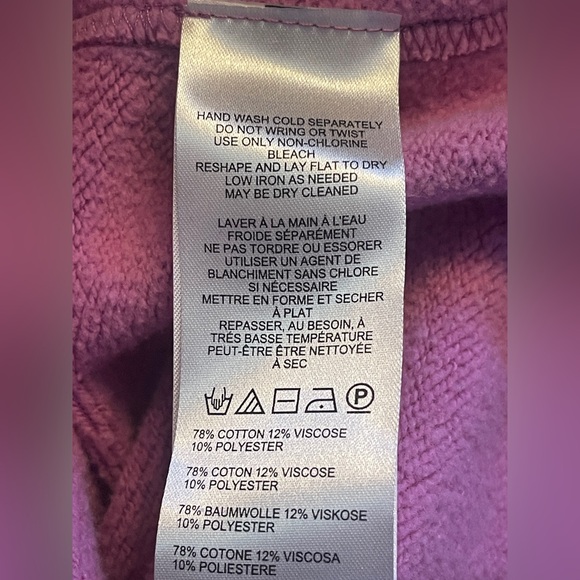 HAND WASH COLD SEPARATELY
DO NOT WRING OR TWIST
USE ONLY NON-CHLORINE
BLEACH
RESHAPE AND LAY FLAT TO DRY
LOW IRON AS NEEDED
MAY BE DRY CLEANED
LAVER À LA MAIN À L'EAU
FROIDE SÉPARÉMENT
NE PAS TORDRE OU ESSORER
UTILISER UN AGENT DE
BLANCHIMENT SANS CHLORE
SI NÉCESSAIRE
METTRE EN FORME ET SECHER
À PLAT
REPASSER, AU BESOIN, À
TRÉS BASSE TEMPÉRATURE
PEUT-ÊTRE ÊTRE NETTOYÉE
À SEC
P
78% COTTON 12% VISCOSE
10% POLYESTER
78% COTON 12% VISCOSE
10% POLYESTER
78% BAUMWOLLE 12% VISKOSE
10% POLYESTER
78% COTONE 12% VISCOSA
10% POLIESTERE